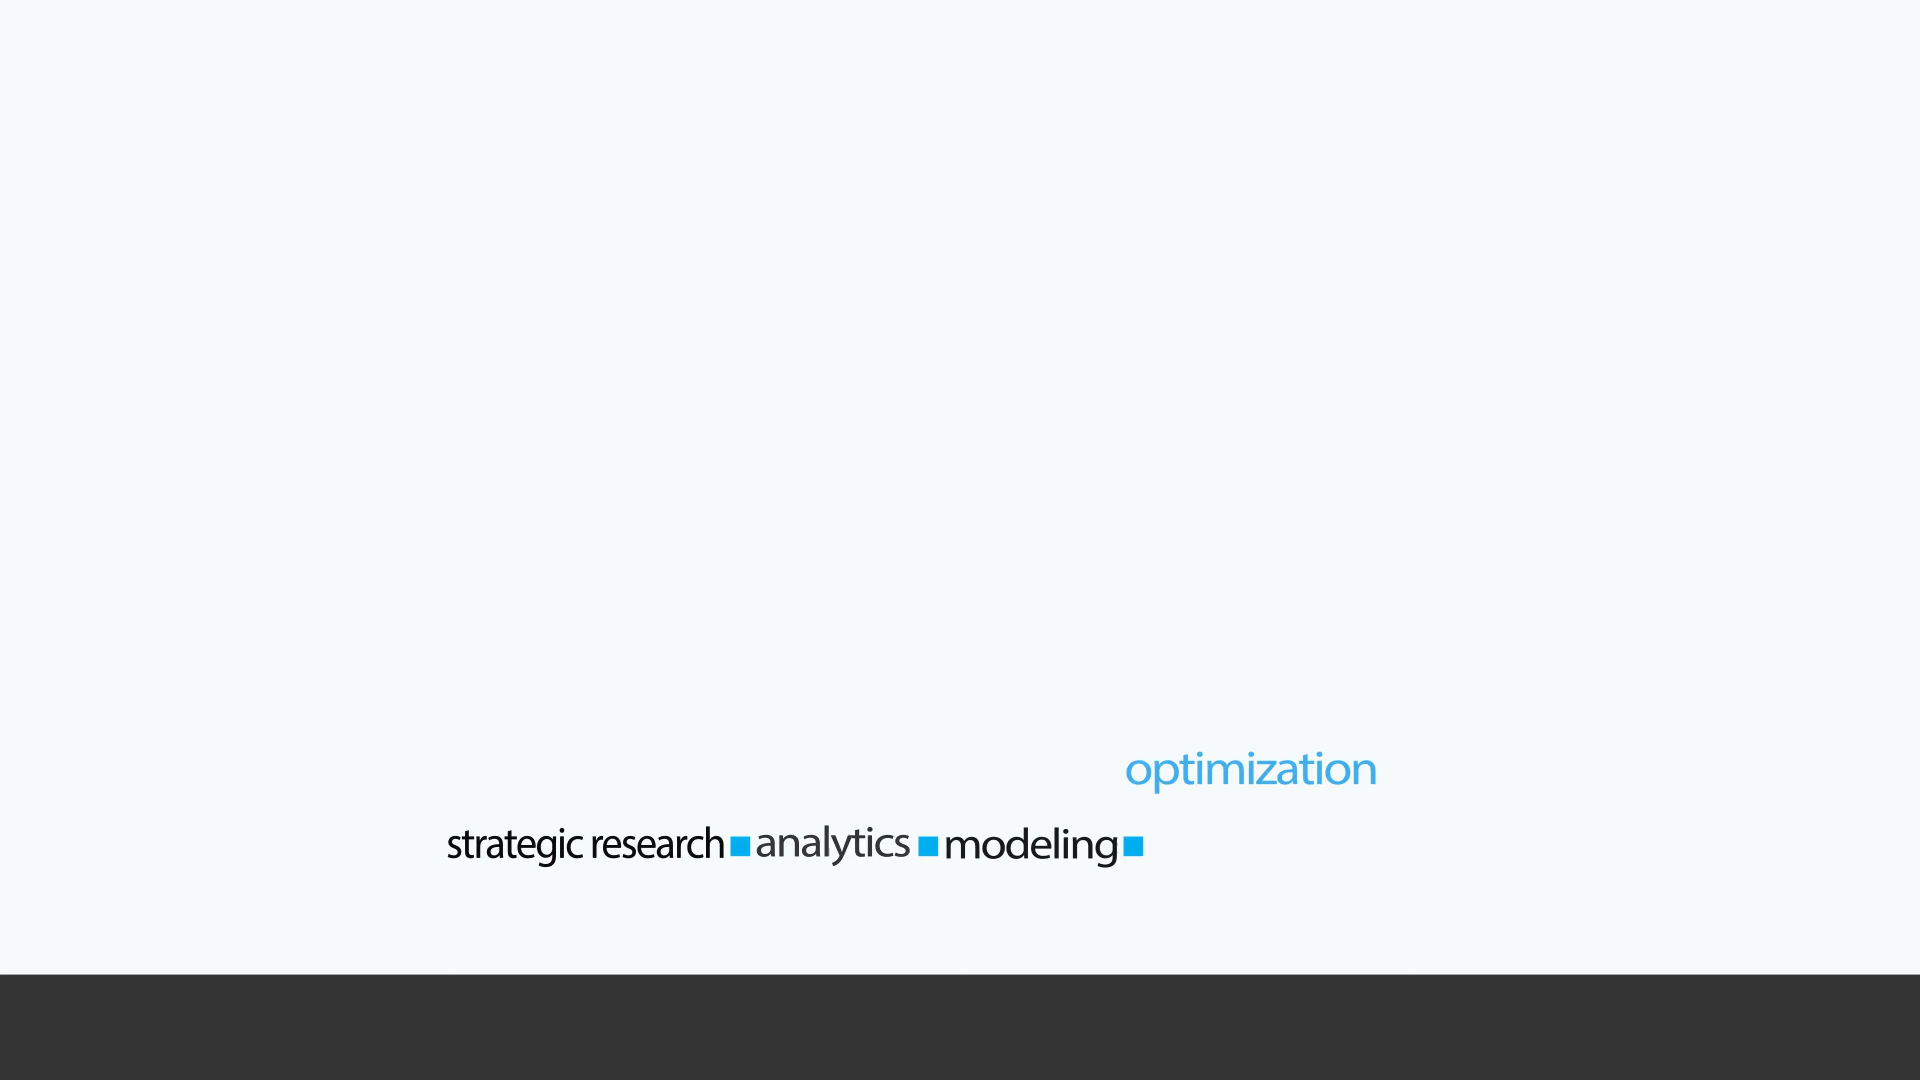 optimization
strategic research ■ analytics ■ modeling ■